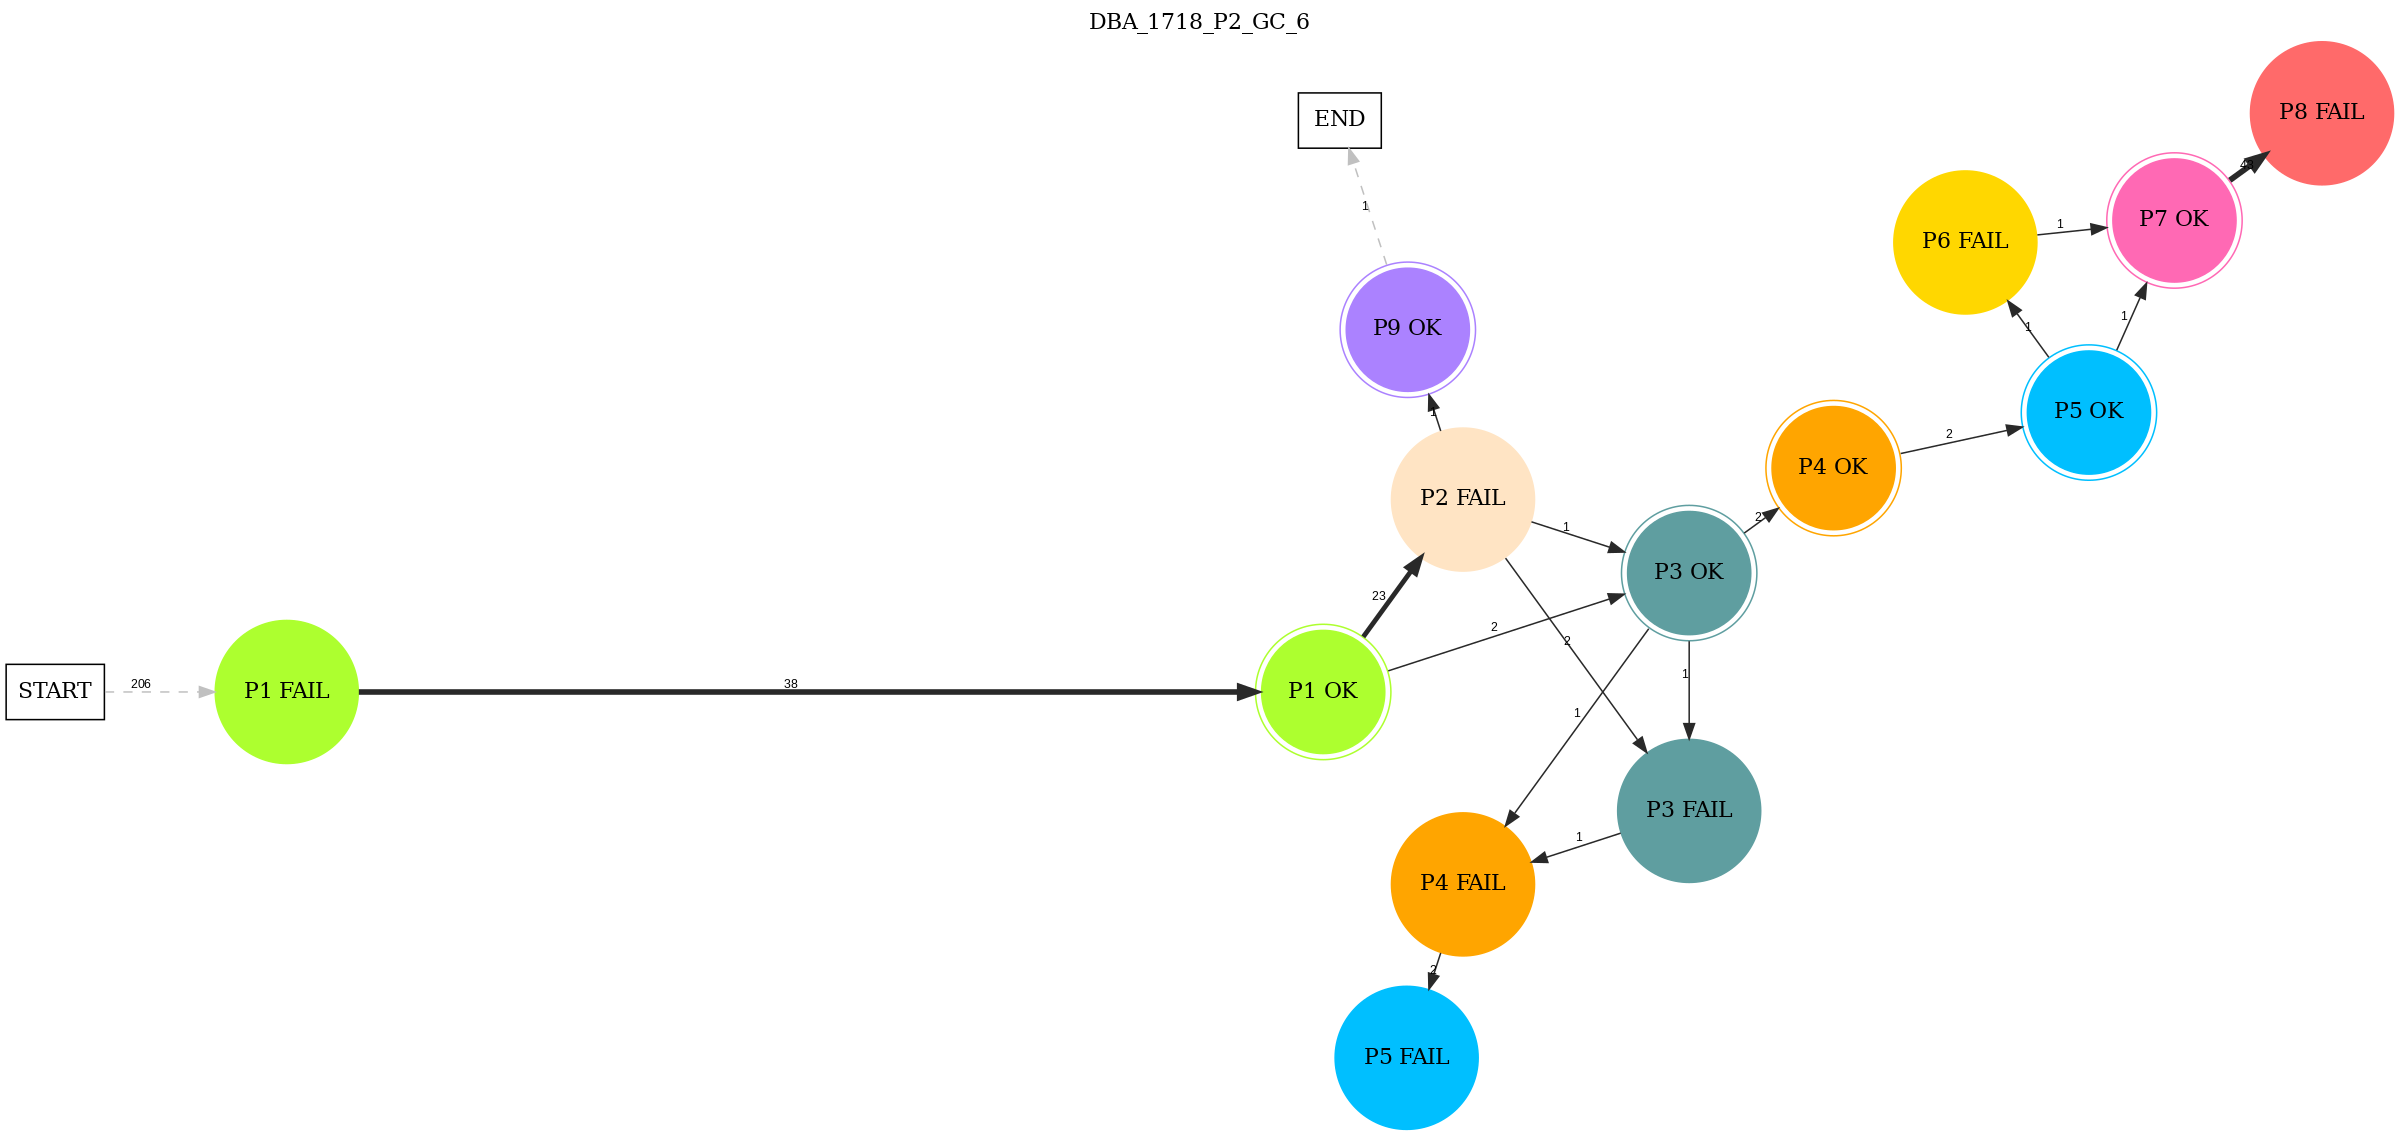 DBA_1718_P2_GC_6
P8 FAIL
END
P7 OK
P6 FAIL
1
1
P9 OK
1
1
P5 OK
1
2
P4 OK
P2 FAIL
1
2
P3 OK
23
2
2
START
206
P1 FAIL
38
P1 OK
1
1
P3 FAIL
1
P4 FAIL
2
P5 FAIL